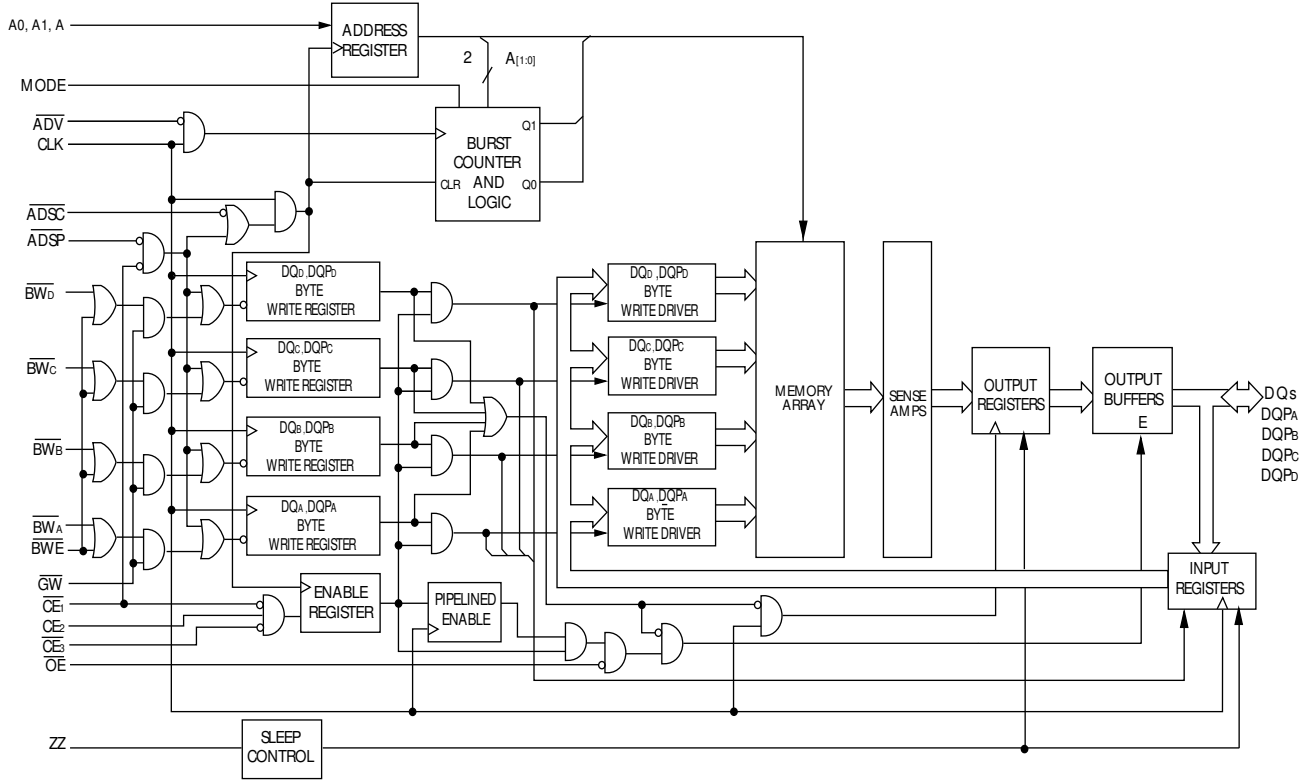 A0, A1, A
ADDRESS
REGISTER
2
A[1:0]
MODE
ADV
CLK
BURST
COUNTER
AND
LOGIC
CLR
Q1
Q0
ADSC
ADSP
BWD
BWC
BWB
BWA
BWE
GW
CE1
CE2
CE3
OE
ZZ
DQD,DQPD
BYTE
WRITE REGISTER
DQC,DQPC
BYTE
WRITE REGISTER
DQB,DQPB
BYTE
WRITE REGISTER
DQA,DQPA
BYTE
WRITE REGISTER
ENABLE
REGISTER
PIPELINED
ENABLE
SLEEP
CONTROL
DQD,DQPD
BYTE
WRITE DRIVER
DQC,DQPC
BYTE
WRITE DRIVER
DQB,DQPB
BYTE
WRITE DRIVER
DQA,DQPA
BYTE
WRITE DRIVER
MEMORY
ARRAY
SENSE
AMPS
OUTPUT
REGISTERS
OUTPUT
BUFFERS
E
DQs
DQPA
DQPB
DQPC
DQPD
INPUT
REGISTERS